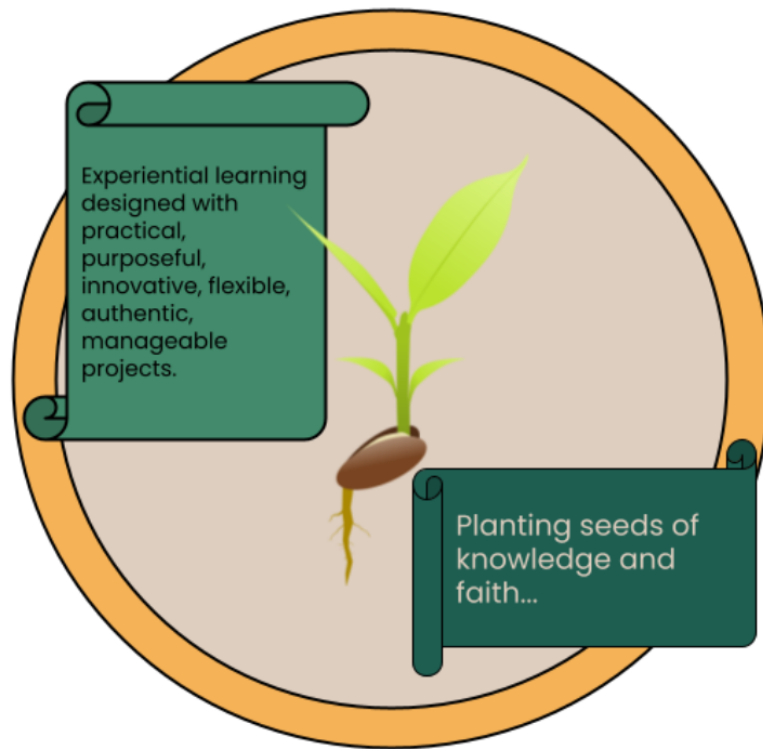 Experiential learning
designed with
practical,
purposeful,
innovative, flexible,
authentic,
manageable
projects.
Planting seeds of
knowledge and
faith...